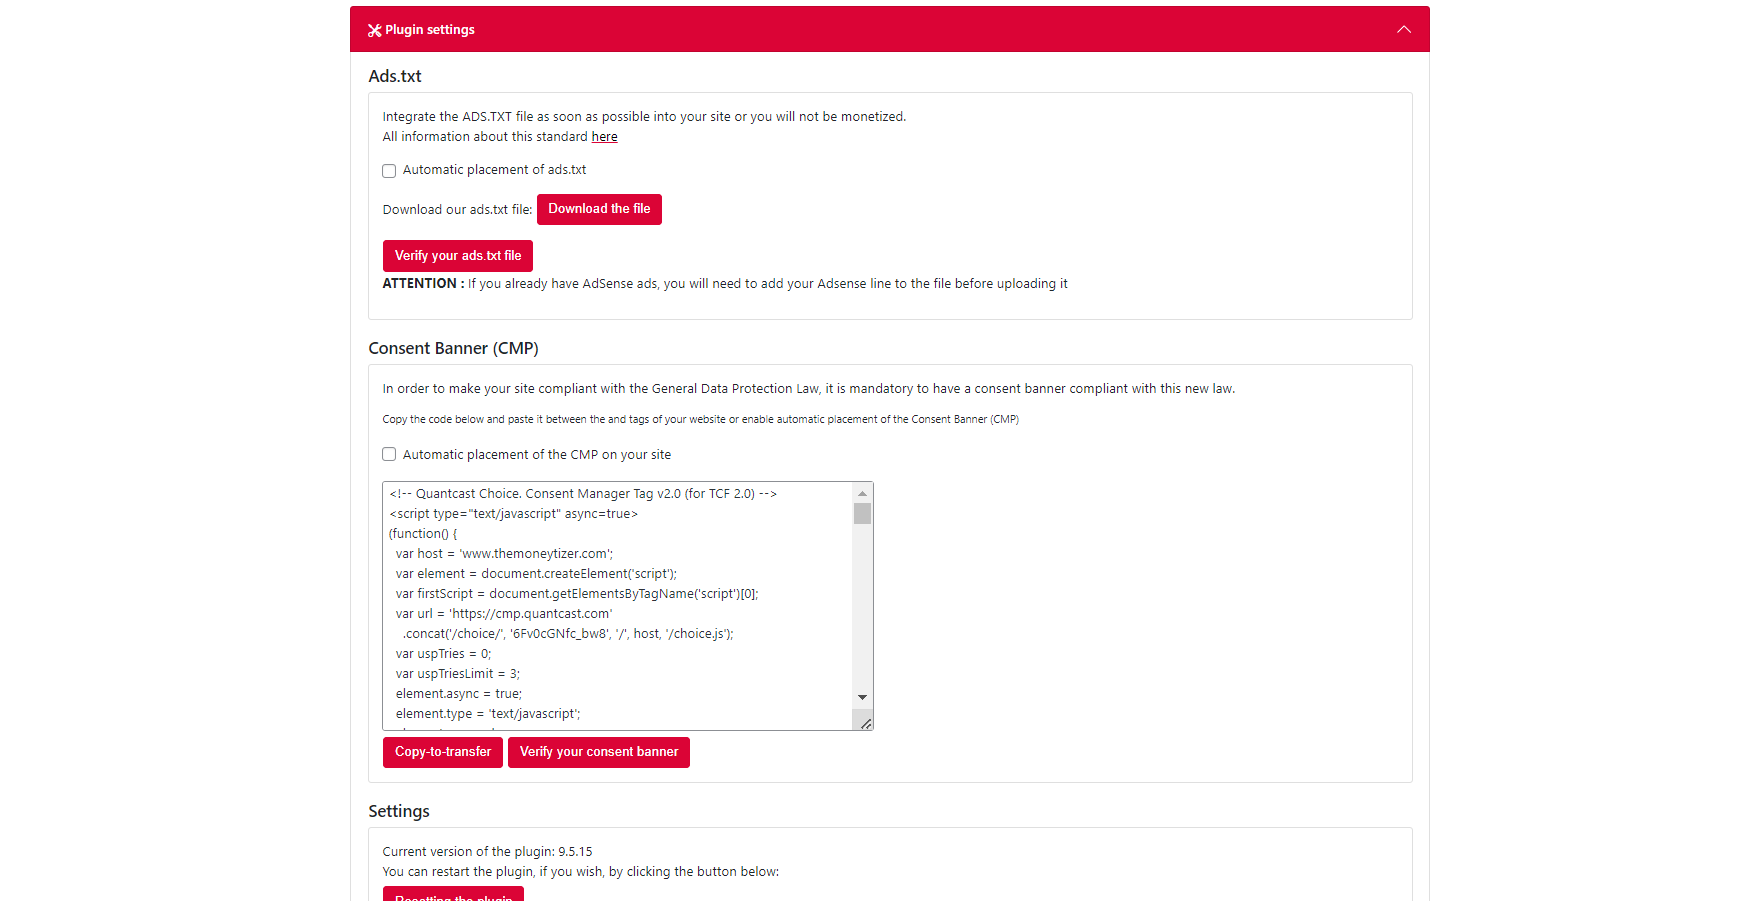 Plugin settings
Ads.txt
Integrate the ADS.TXT file as soon as possible into your site or you will not be monetized.
All information about this standard here
Automatic placement of ads.txt
Download our ads.txt file: Download the file
Verify your ads.txt file
ATTENTION : If you already have AdSense ads, you will need to add your Adsense line to the file before uploading it
Consent Banner (CMP)
In order to make your site compliant with the General Data Protection Law, it is mandatory to have a consent banner compliant with this new law.
Copy the code below and paste it between the and tags of your website or enable automatic placement of the Consent Banner (CMP)
Automatic placement of the CMP on your site
<!-- Quantcast Choice. Consent Manager Tag v2.0 (for TCF 2.0) -->
<script type="text/javascript" async=true>
(function() {
var host = 'www.themoneytizer.com';
var element = document.createElement('script');
var firstScript = document.getElementsByTagName('script')[0];
var url = 'https://cmp.quantcast.com'
.concat('/choice/', '6Fv0cGNfc_bw8', '/', host, '/choice.js');
var uspTries = 0;
var uspTriesLimit = 3;
element.async = true;
element.type = 'text/javascript';
Copy-to-transfer Verify your consent banner
Settings
Current version of the plugin: 9.5.15
You can restart the plugin, if you wish, by clicking the button below:
Resetting the plugin